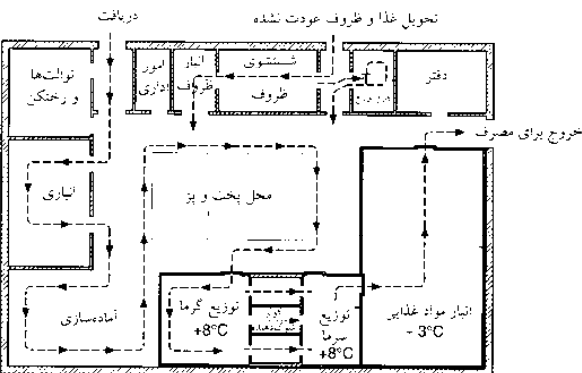 دریافت
تحویل غذا و ظروف عودت نشده
توالت‌ها
و رختکن
امور
اداری
انبار
ظروف
شستشوی
ظروف
دفتر
خروج برای مصرف
انباری
محل پخت و پز
آماده‌سازی
توزیع گرما
+8°C
توزیع
سرما
+8°C
انبار مواد غذایی
- 3°C